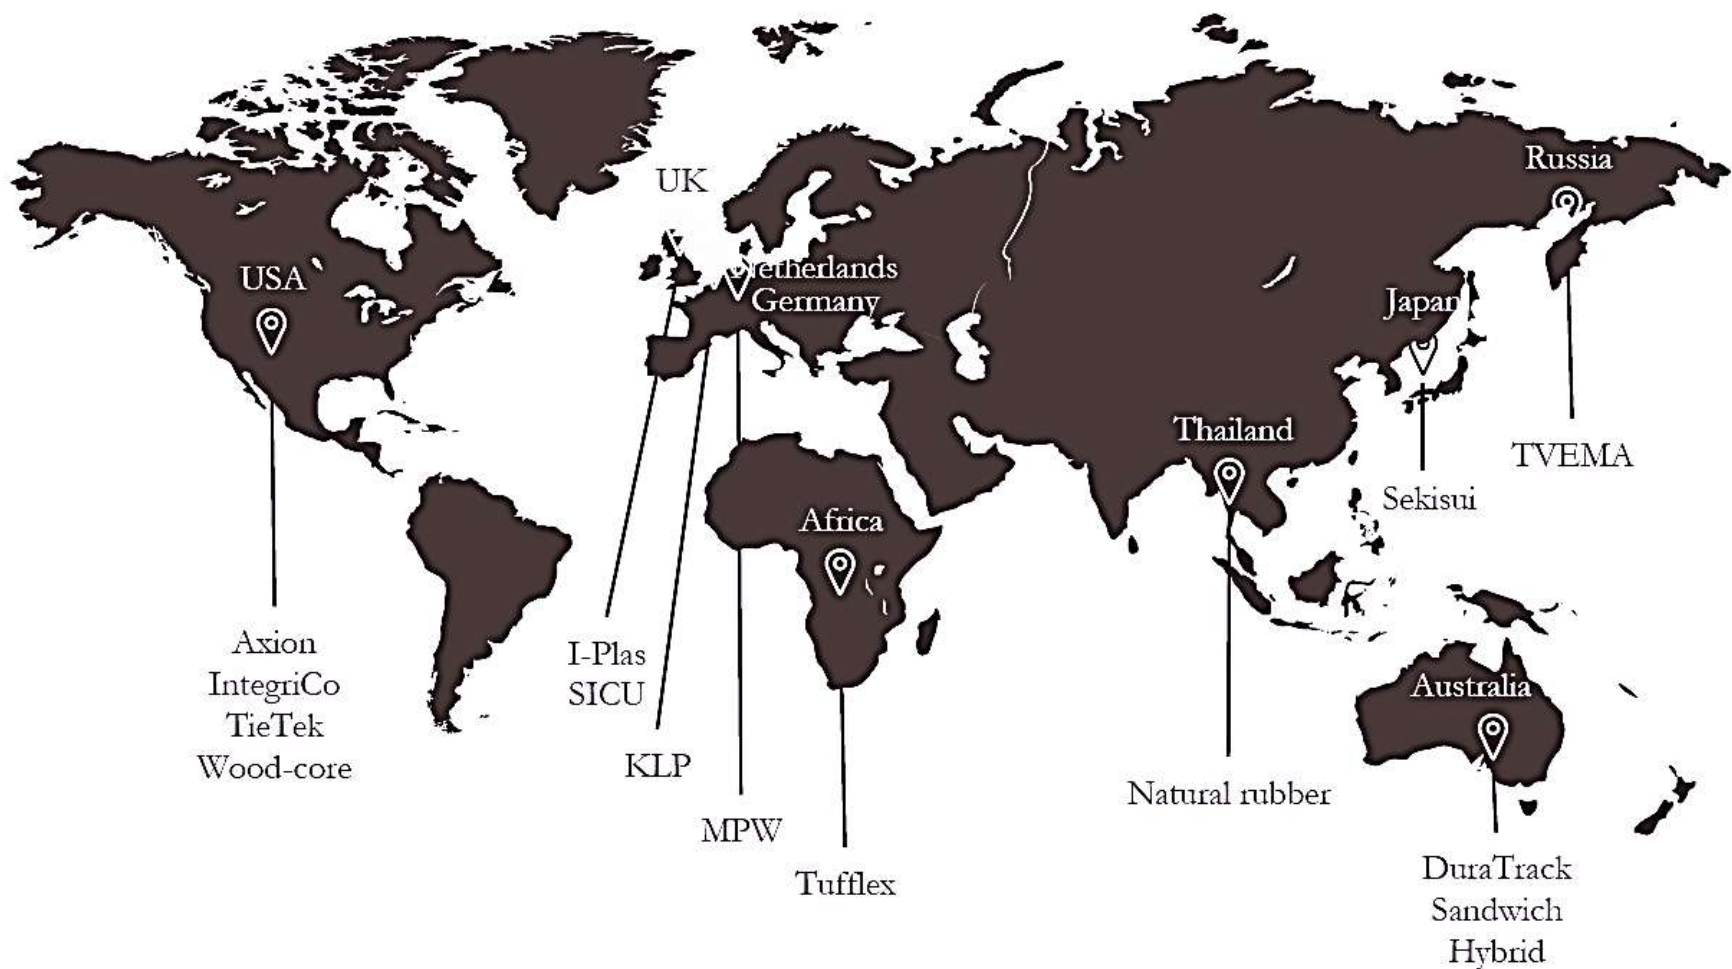 Russia
UK
USA
Netherlands
Germany
Japan
Thailand
TVEMA
Sekisui
Africa
Axion
IntegriCo
TieTek
Wood-core
I-Plas
SICU
KLP
MPW
Tufflex
Natural rubber
Australia
DuraTrack
Sandwich
Hybrid